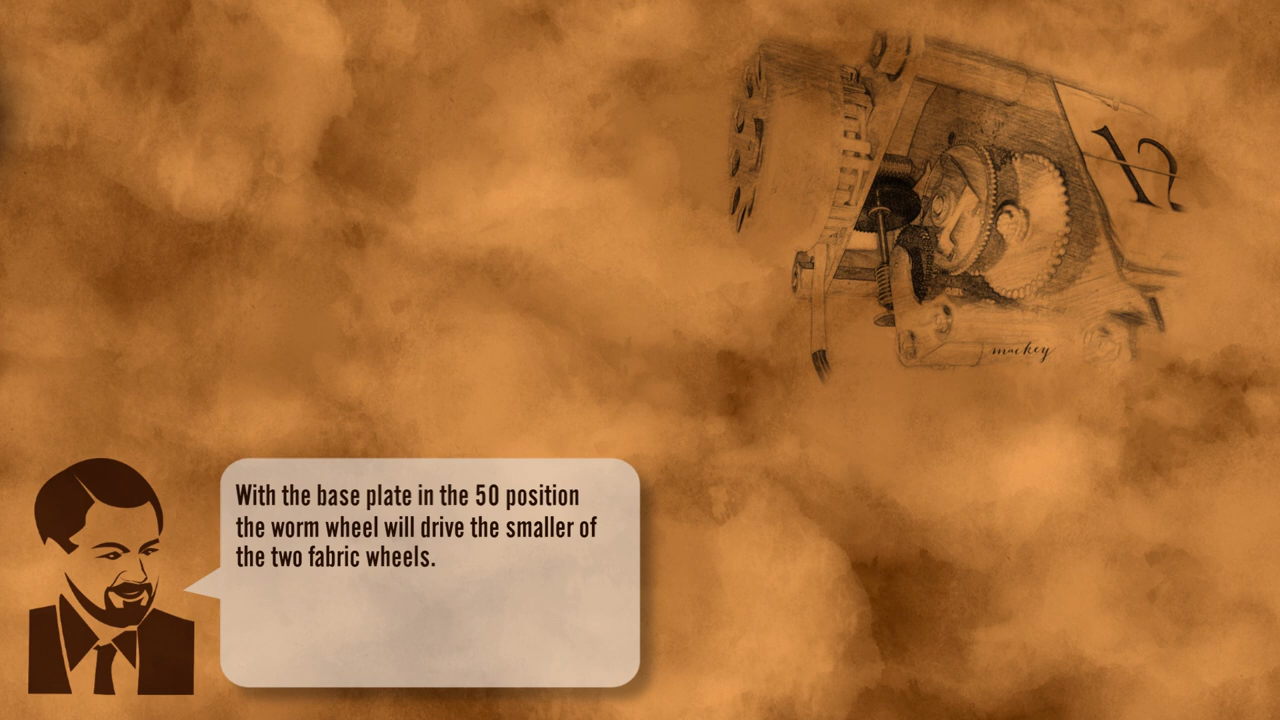 12
mackey
With the base plate in the 50 position
the worm wheel will drive the smaller of
the two fabric wheels.